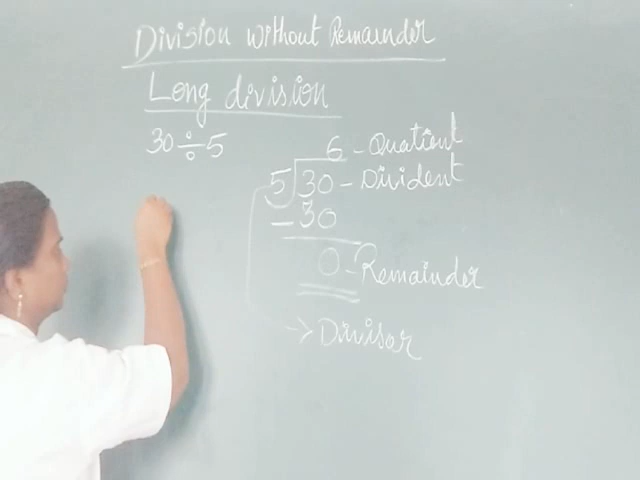 Division without Remainder
Long division
30 ÷ 5
6 - Quatient
5)30 - Divident
- 30
0 - Remainder
-> Divisor